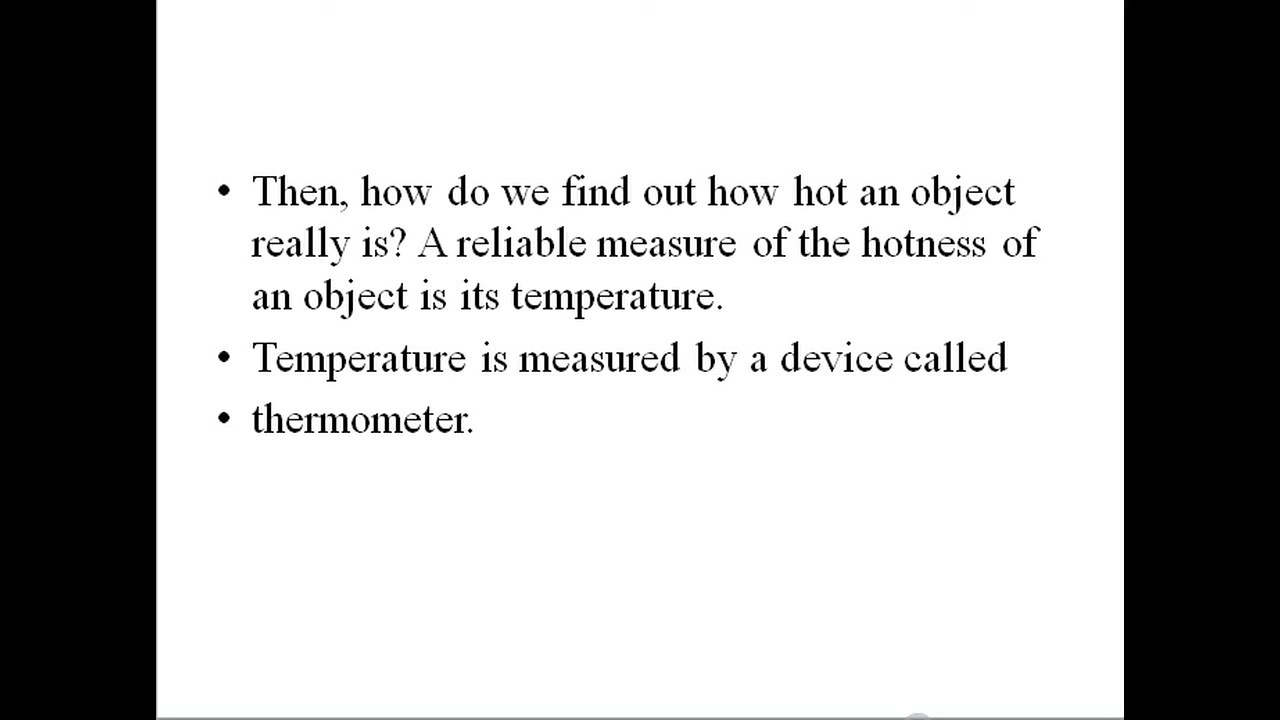 • Then, how do we find out how hot an object
really is? A reliable measure of the hotness of
an object is its temperature.
• Temperature is measured by a device called
• thermometer.